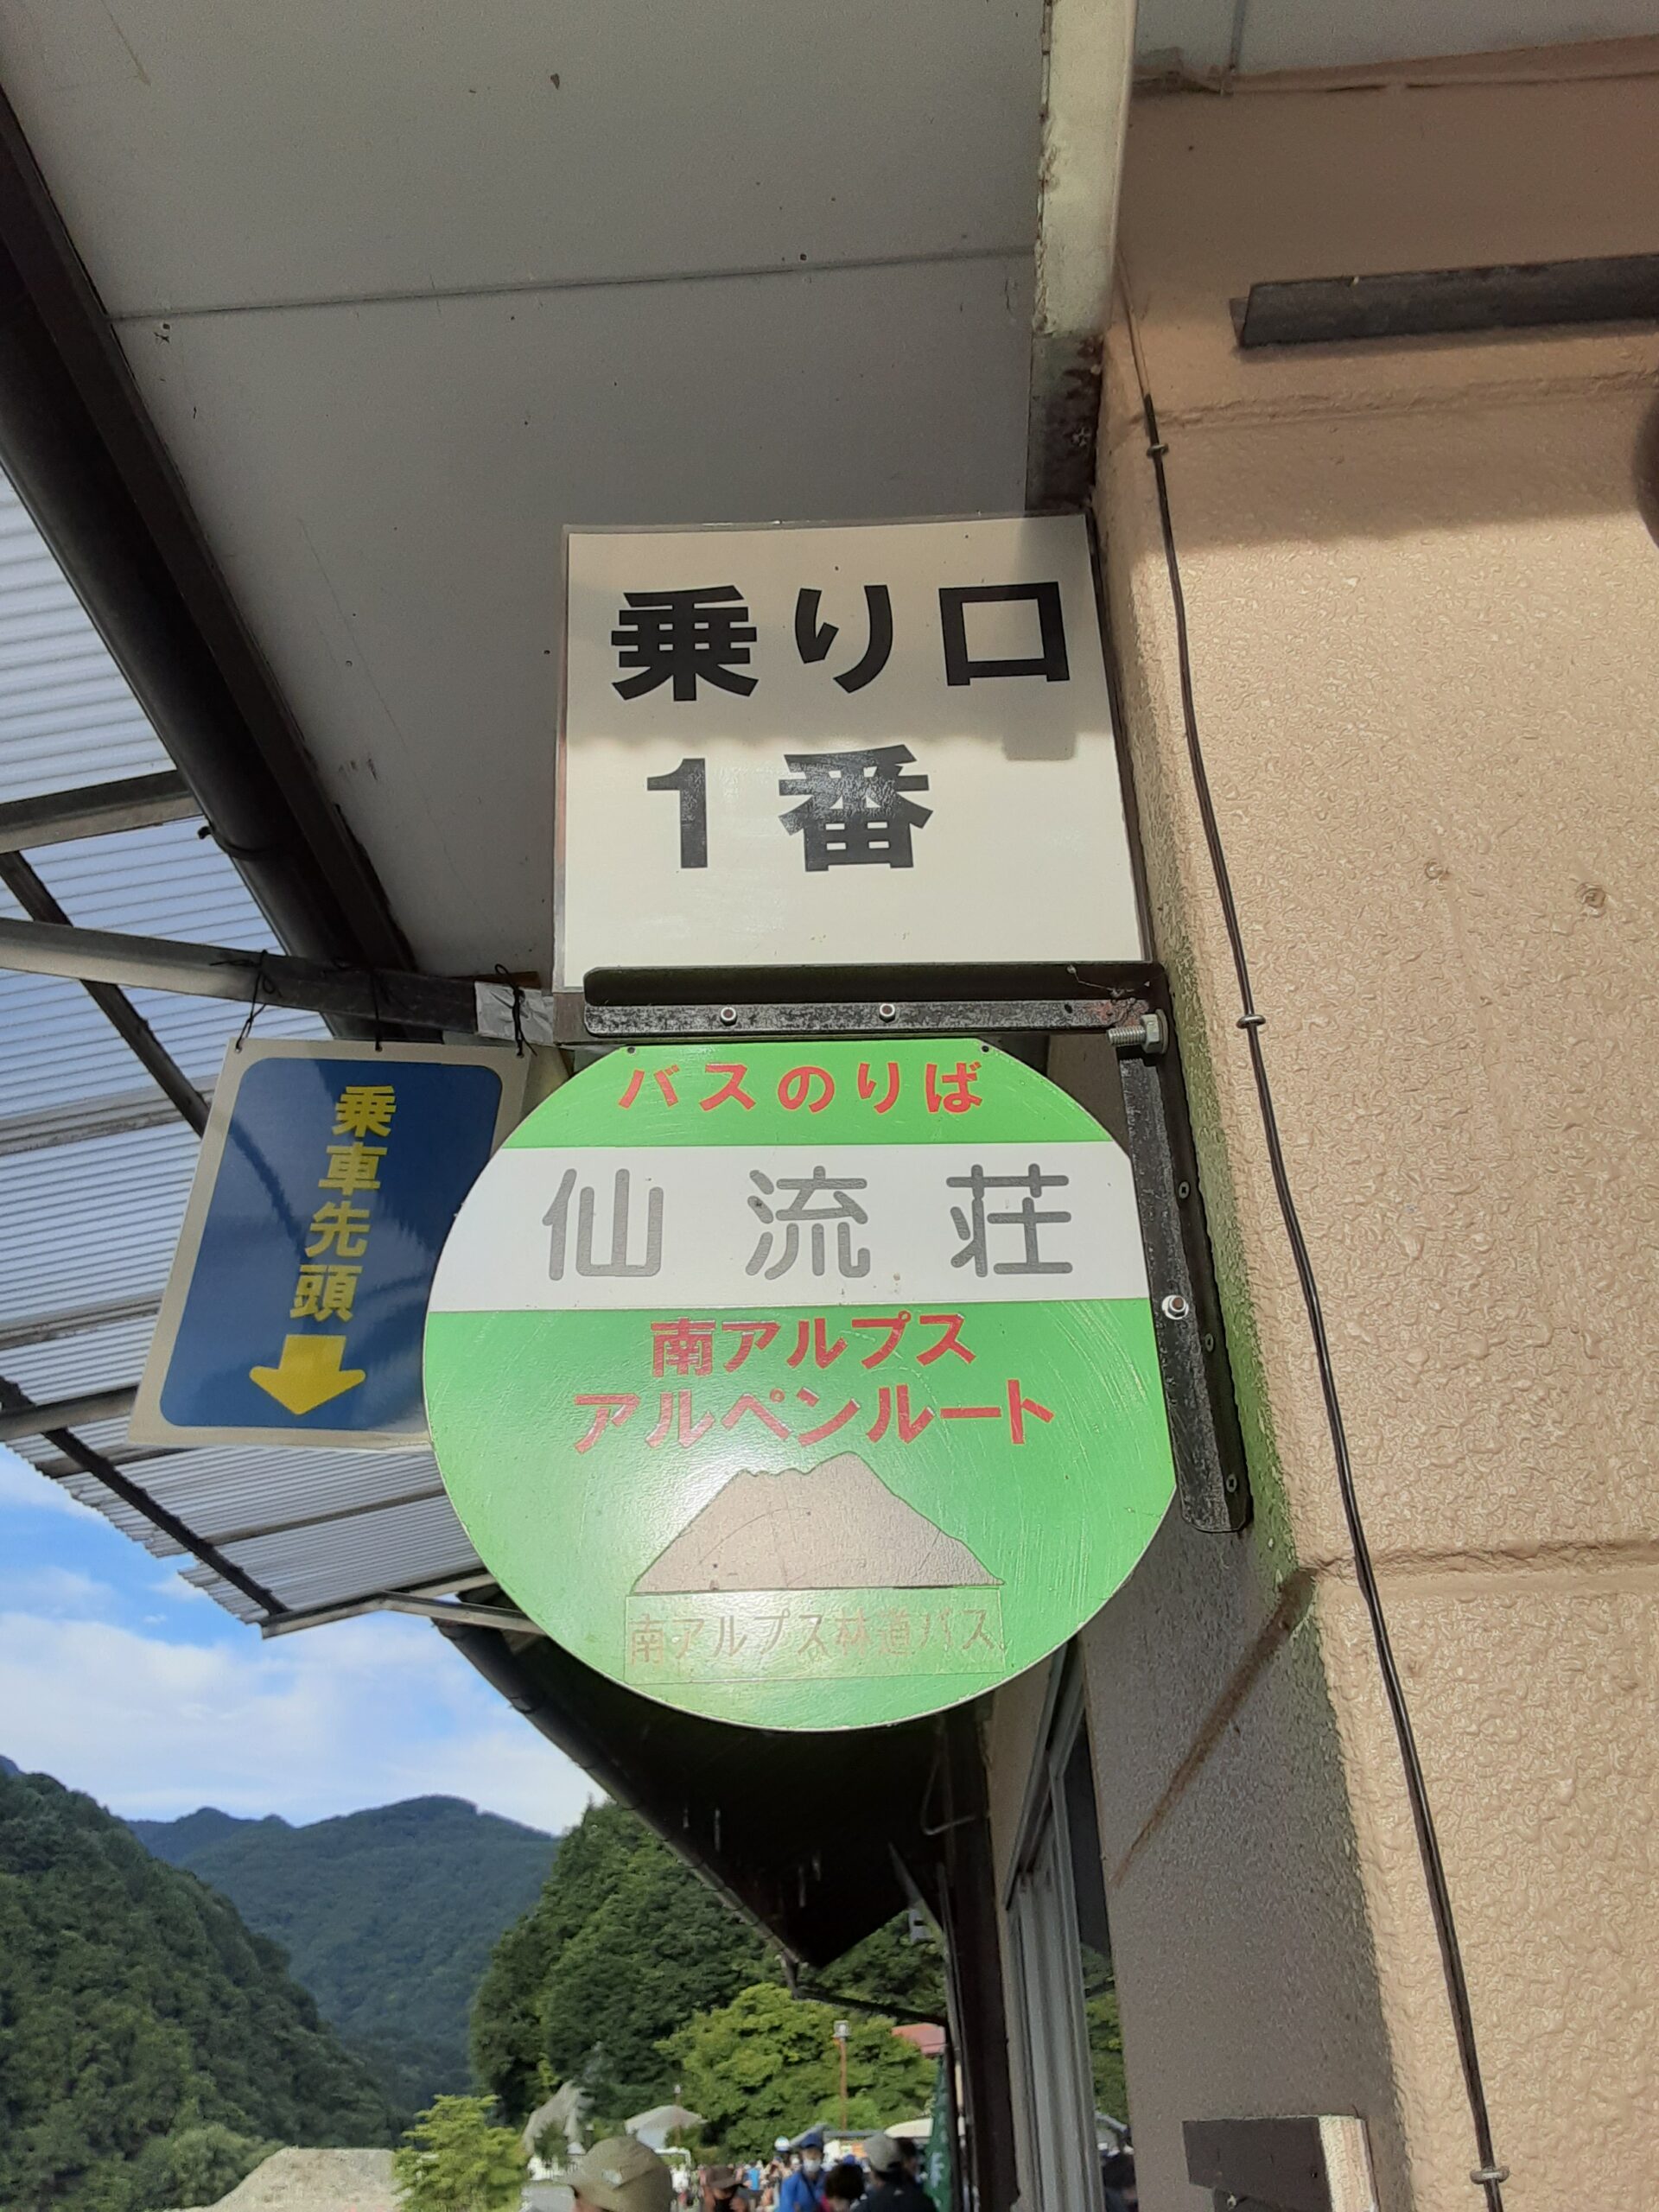 乗り口
1番
バスのりば
仙流荘
南アルプス
アルペンルート
南アルプス林道バス
乗車先頭